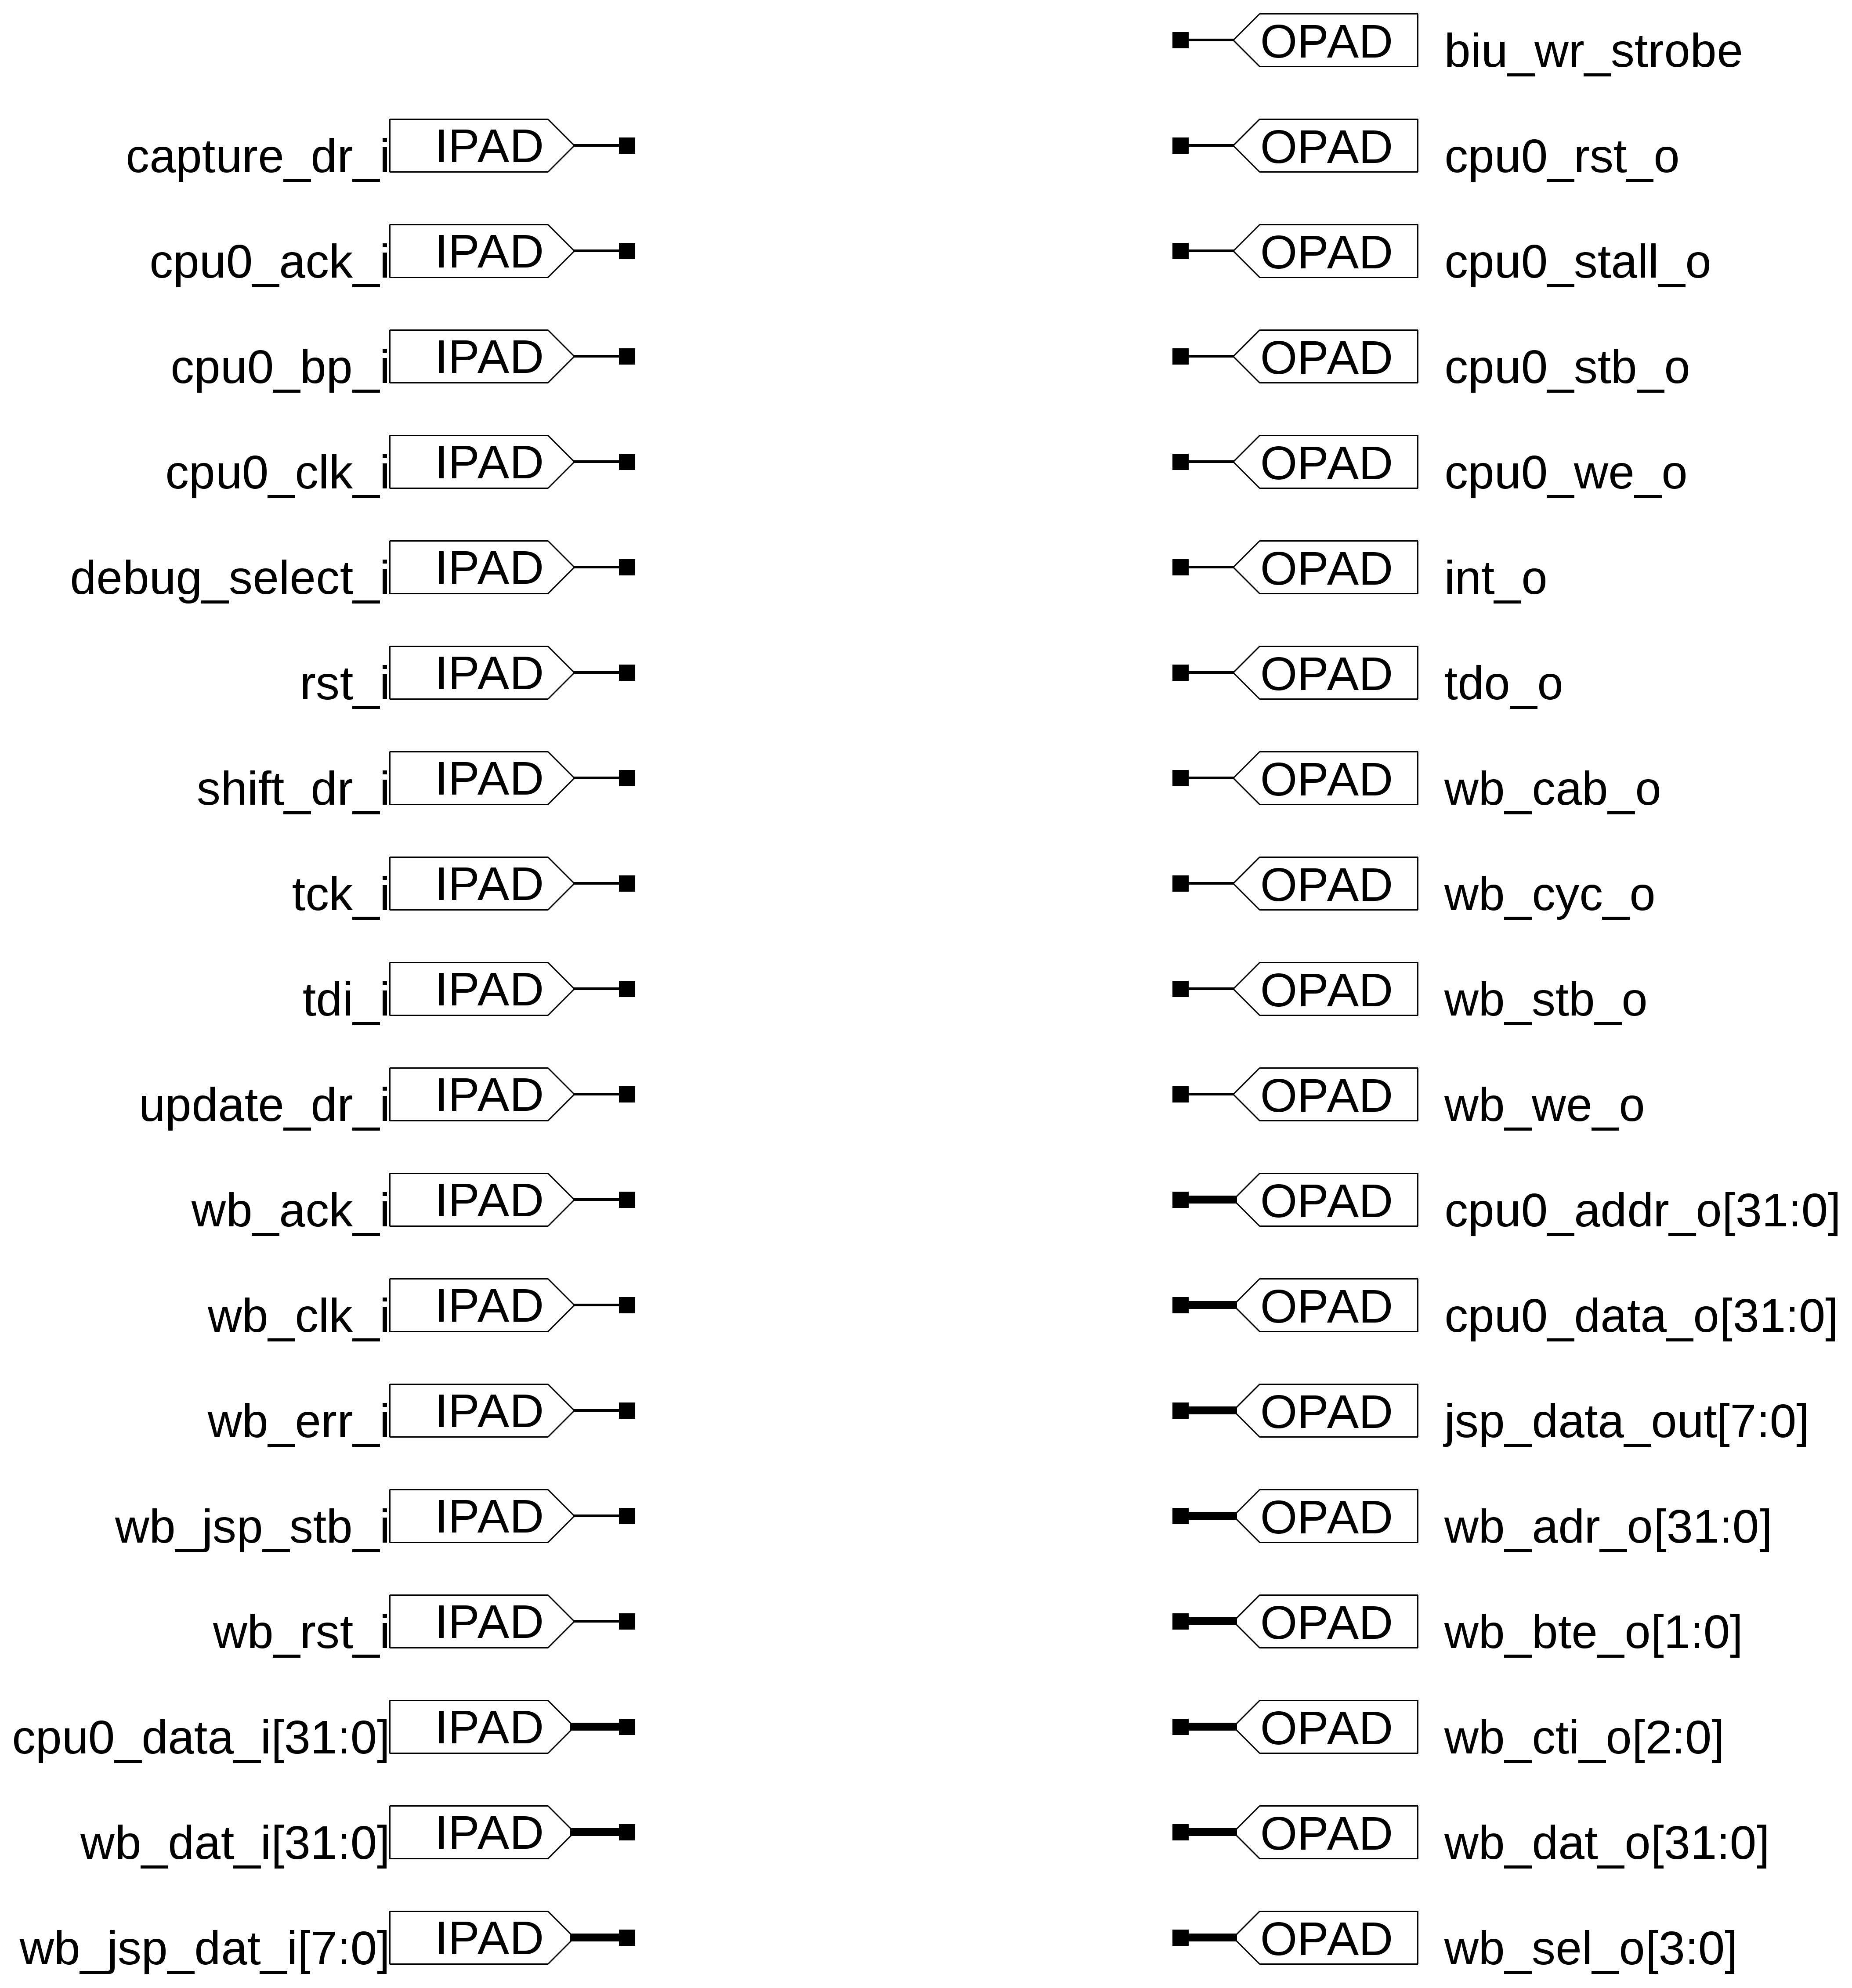 OPAD biu_wr_strobe
capture_dr_i IPAD OPAD cpu0_rst_o
cpu0_ack_i IPAD OPAD cpu0_stall_o
cpu0_bp_i IPAD OPAD cpu0_stb_o
cpu0_clk_i IPAD OPAD cpu0_we_o
debug_select_i IPAD OPAD int_o
rst_i IPAD OPAD tdo_o
shift_dr_i IPAD OPAD wb_cab_o
tck_i IPAD OPAD wb_cyc_o
tdi_i IPAD OPAD wb_stb_o
update_dr_i IPAD OPAD wb_we_o
wb_ack_i IPAD OPAD cpu0_addr_o[31:0]
wb_clk_i IPAD OPAD cpu0_data_o[31:0]
wb_err_i IPAD OPAD jsp_data_out[7:0]
wb_jsp_stb_i IPAD OPAD wb_adr_o[31:0]
wb_rst_i IPAD OPAD wb_bte_o[1:0]
cpu0_data_i[31:0] IPAD OPAD wb_cti_o[2:0]
wb_dat_i[31:0] IPAD OPAD wb_dat_o[31:0]
wb_jsp_dat_i[7:0] IPAD OPAD wb_sel_o[3:0]